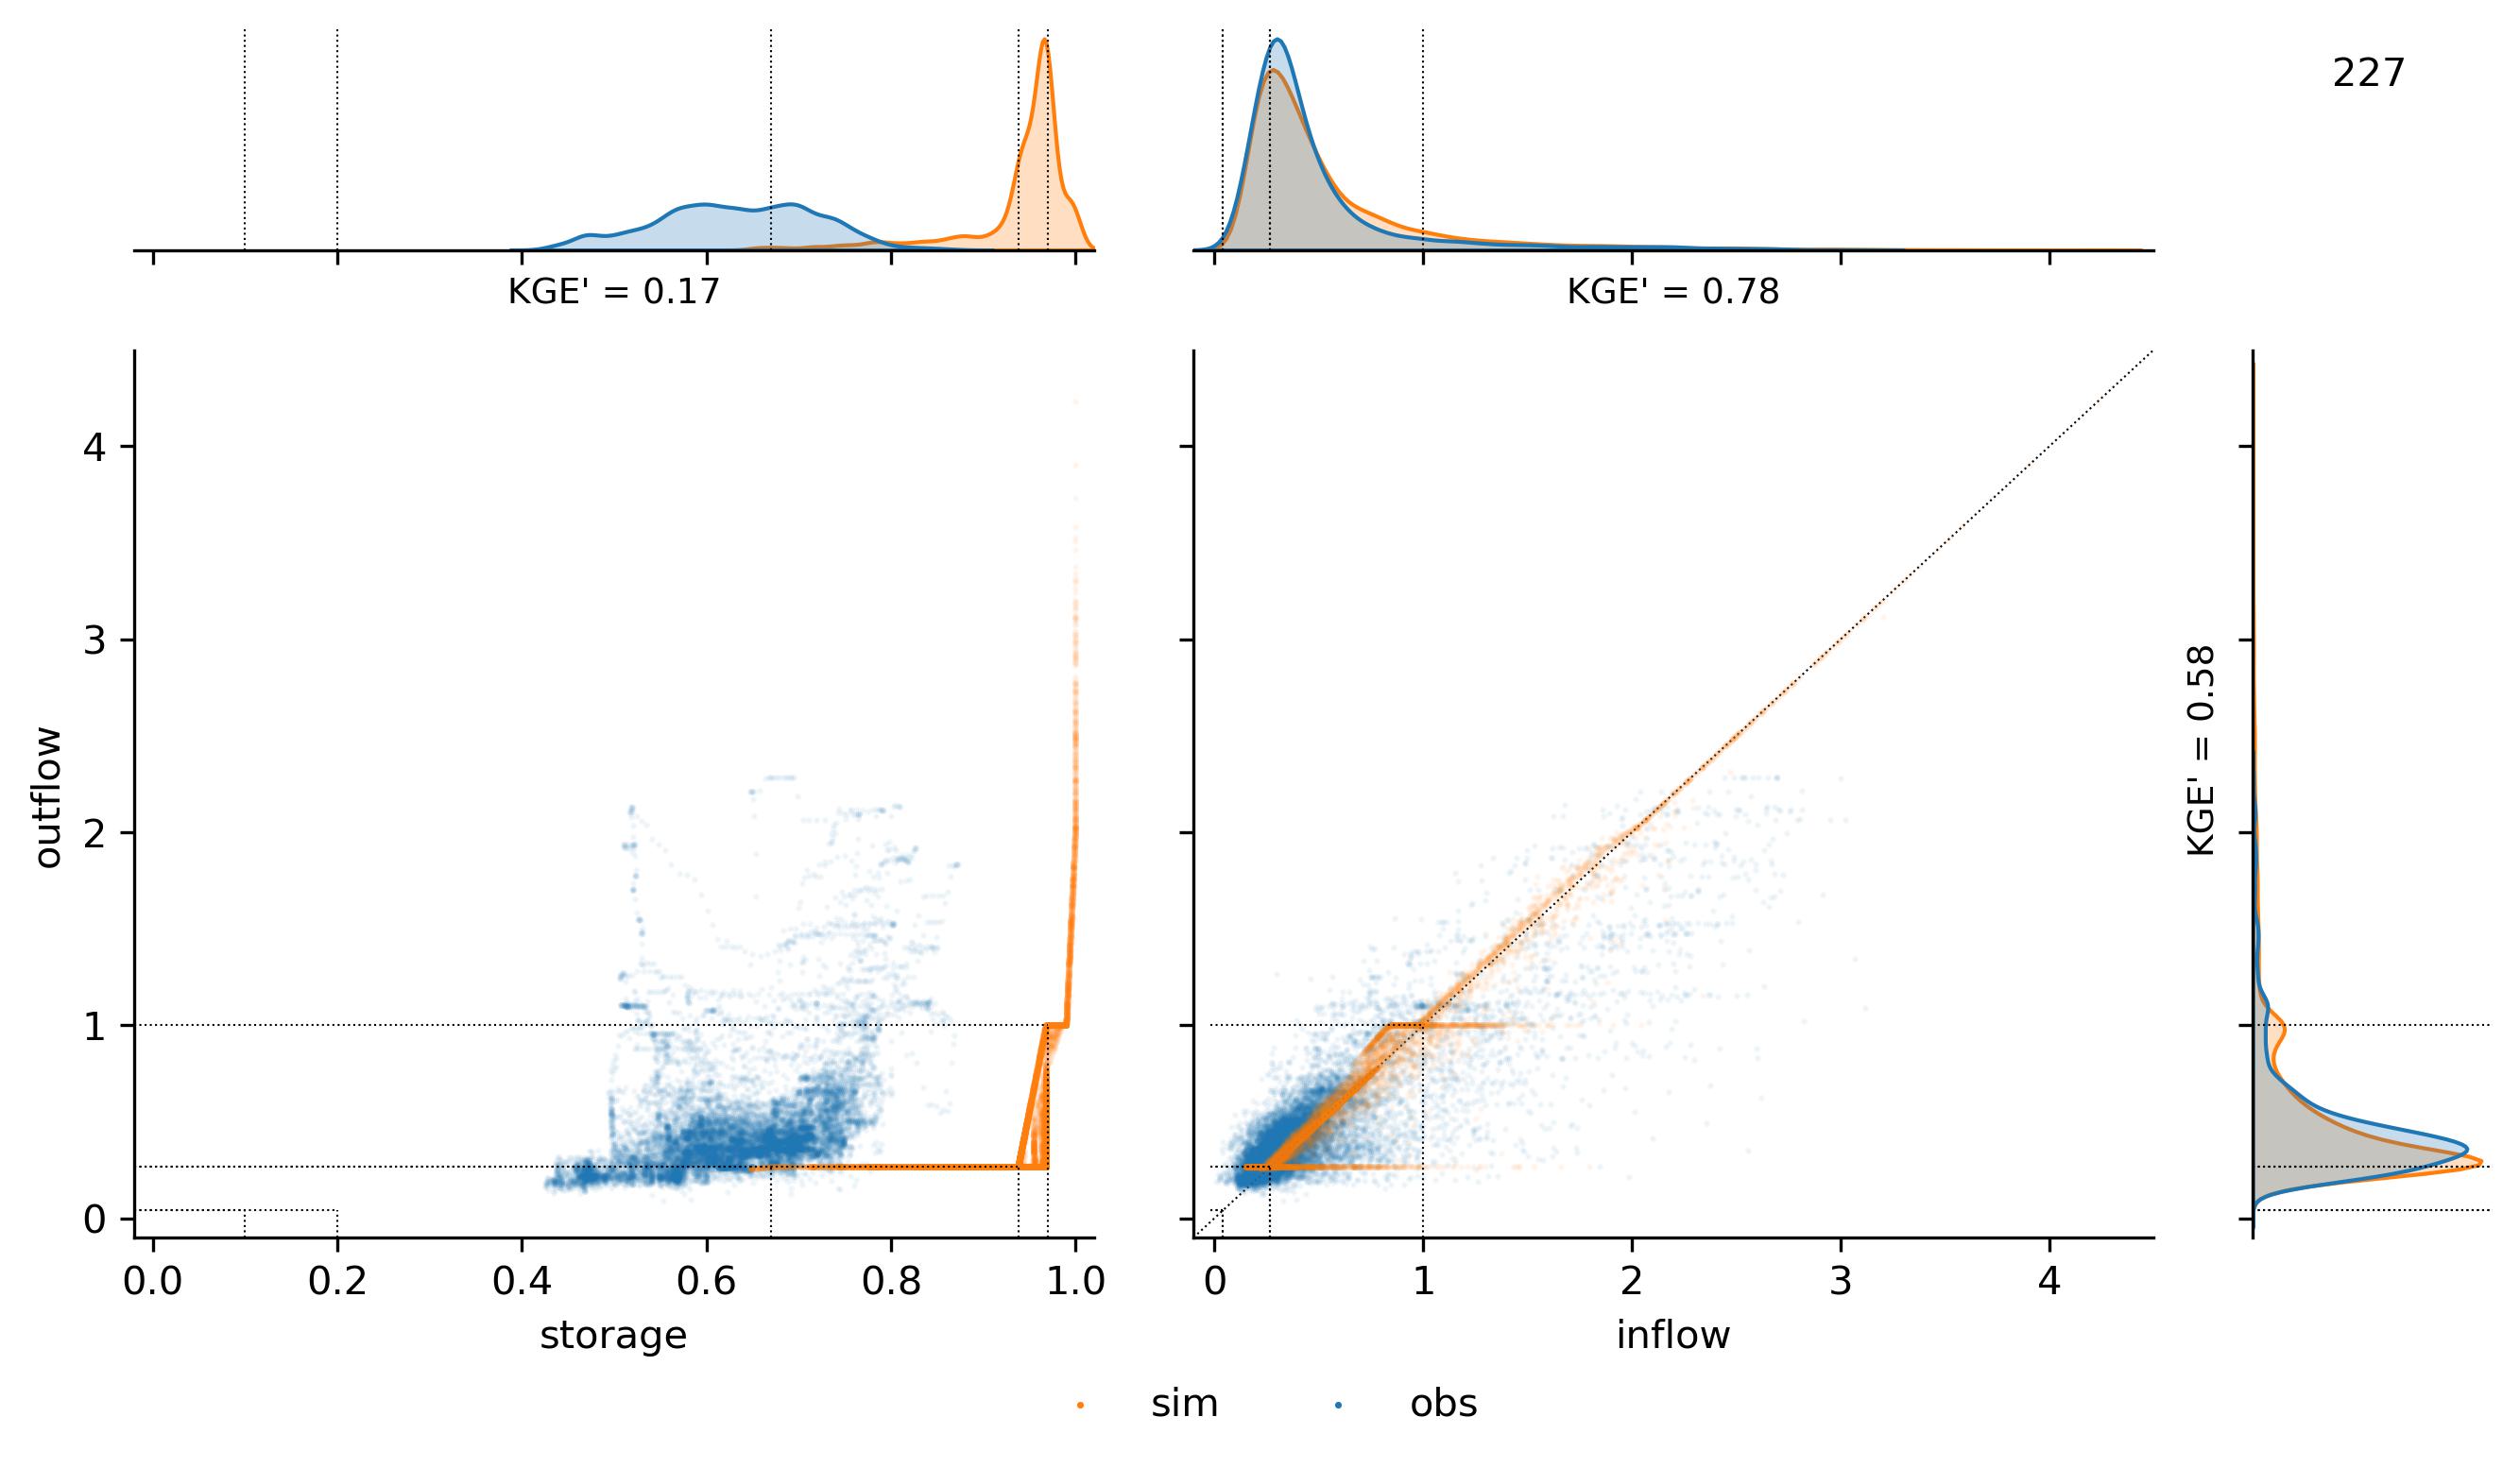 227
KGE' = 0.17
KGE' = 0.78
4
3
2
1
0
outflow
KGE' = 0.58
0.0 0.2 0.4 0.6 0.8 1.0
0 1 2 3 4
storage
inflow
sim obs